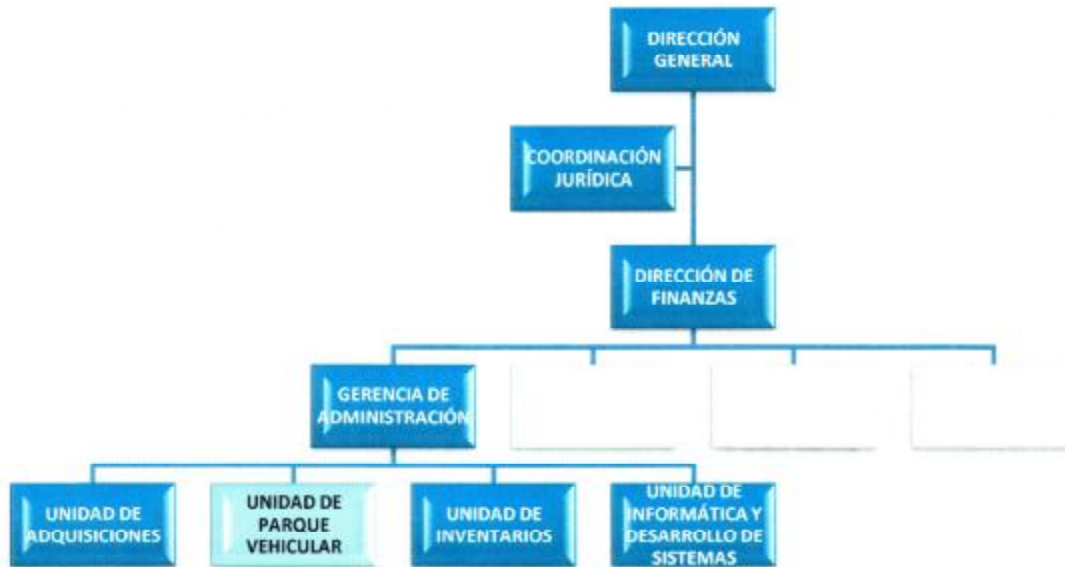 DIRECCIÓN
GENERAL
COORDINACIÓN
JURÍDICA
DIRECCIÓN DE
FINANZAS
GERENCIA DE
ADMINISTRACIÓN
UNIDAD DE
ADQUISICIONES
UNIDAD DE
PARQUE
VEHICULAR
UNIDAD DE
INVENTARIOS
UNIDAD DE
INFORMÁTICA Y
DESARROLLO DE
SISTEMAS